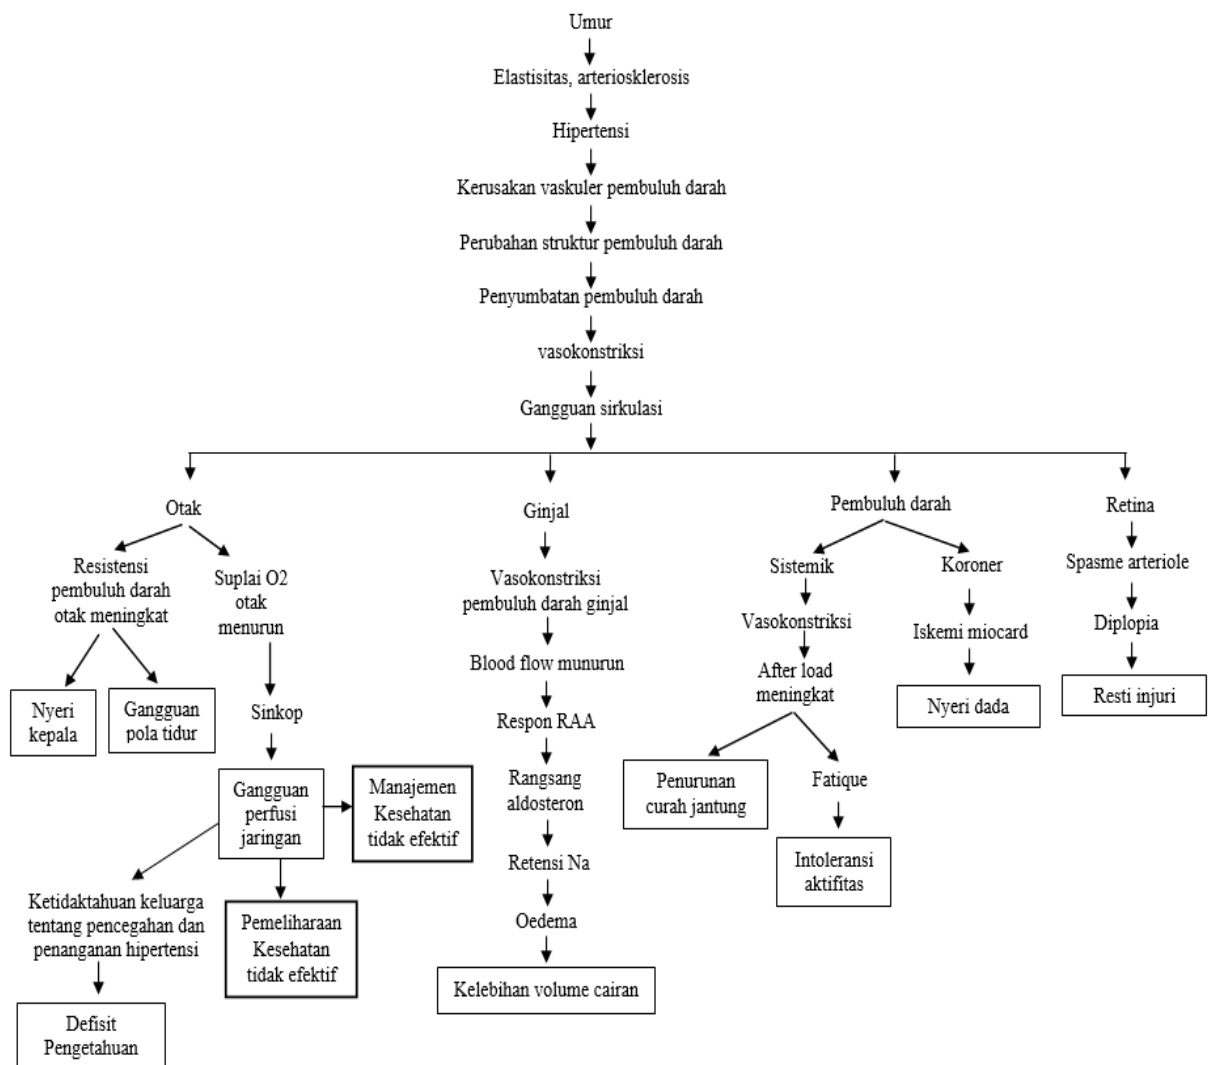 Umur
Elastisitas, arteriosklerosis
Hipertensi
Kerusakan vaskuler pembuluh darah
Perubahan struktur pembuluh darah
Penyumbatan pembuluh darah
vasokonstriksi
Gangguan sirkulasi
Otak
Resistensi
pembuluh darah
otak meningkat
Nyeri
kepala
Gangguan
pola tidur
Suplai O2
otak
menurun
Sinkop
Gangguan
perfusi
jaringan
Manajemen
Kesehatan
tidak efektif
Ketidaktahuan keluarga
tentang pencegahan dan
penanganan hipertensi
Defisit
Pengetahuan
Pemeliharaan
Kesehatan
tidak efektif
Ginjal
Vasokonstriksi
pembuluh darah ginjal
Blood flow munurun
Respon RAA
Rangsang
aldosteron
Retensi Na
Oedema
Kelebihan volume cairan
Pembuluh darah
Sistemik
Vasokonstriksi
After load
meningkat
Penurunan
curah jantung
Fatique
Intoleransi
aktifitas
Koroner
Iskemi miocard
Nyeri dada
Retina
Spasme arteriole
Diplopia
Resti injuri